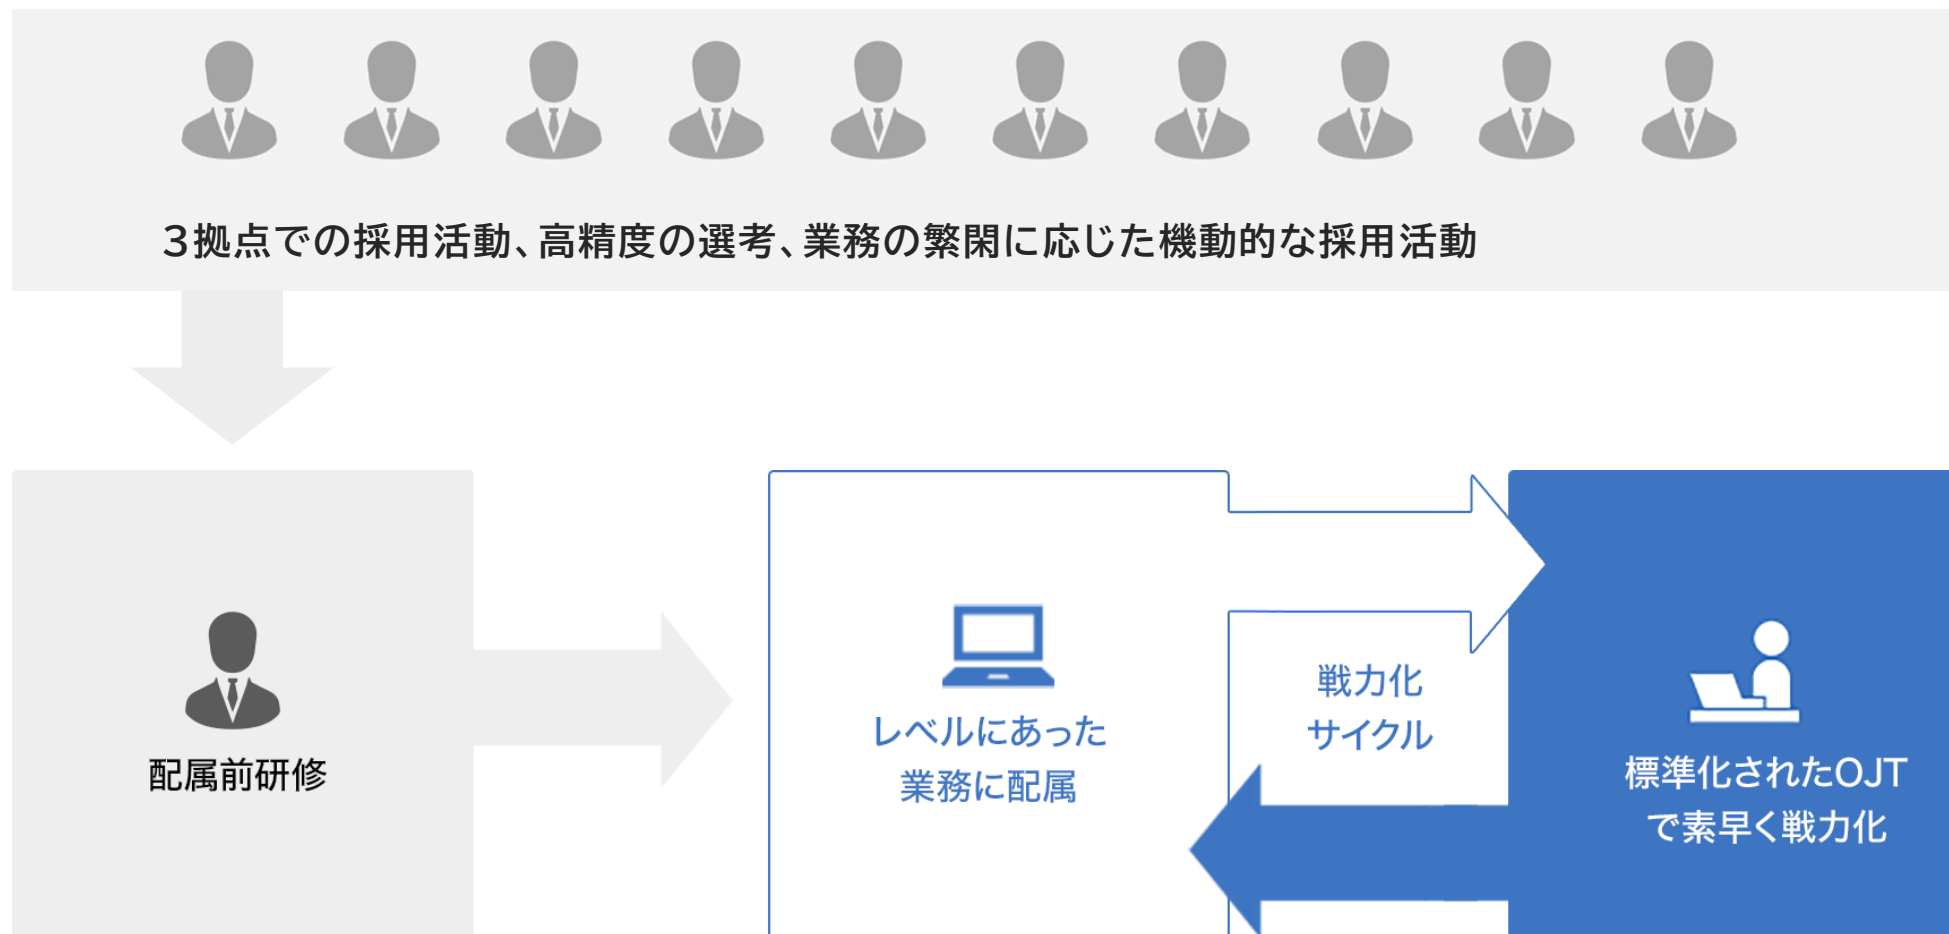 ３拠点での採用活動、高精度の選考、業務の繁閑に応じた機動的な採用活動
配属前研修
レベルにあった
業務に配属
戦力化
サイクル
標準化されたOJT
で素早く戦力化